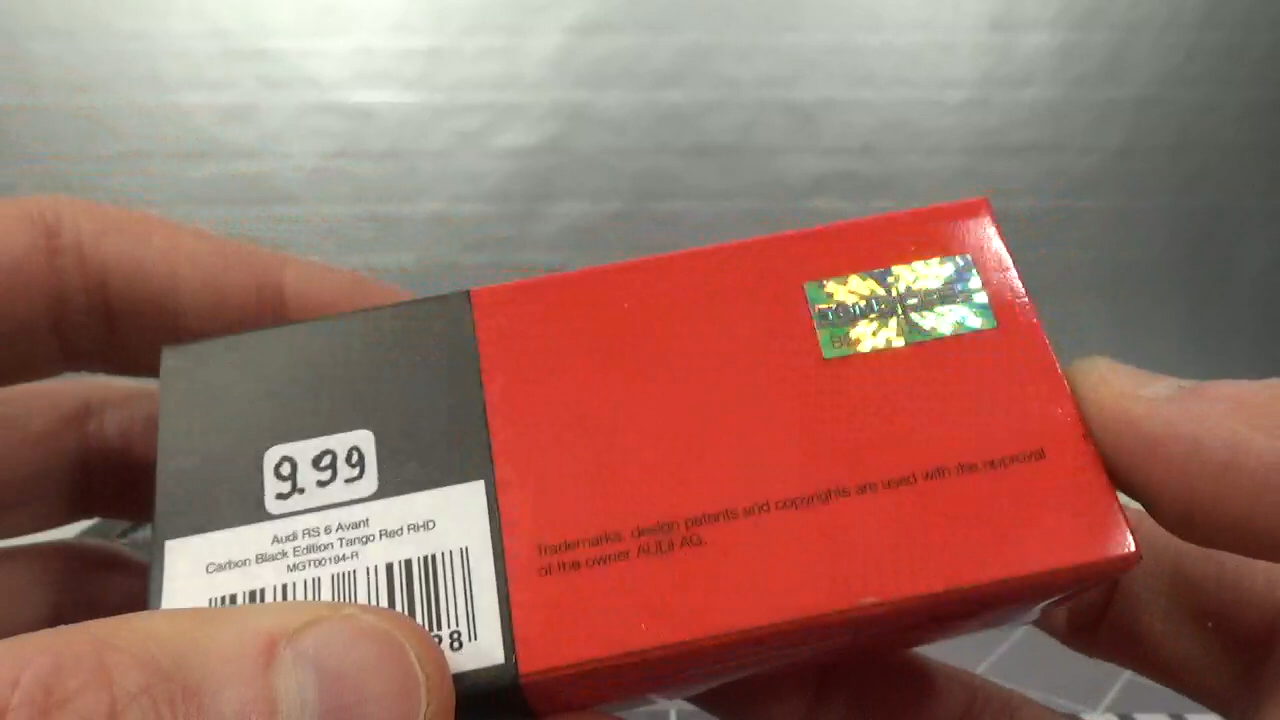 9.99
Audi RS 6 Avant
Carbon Black Edition Tango Red RHD
MGT00194-R
28
Trademarks, design patents and copyrights are used with the approval
of the owner AUDI AG.